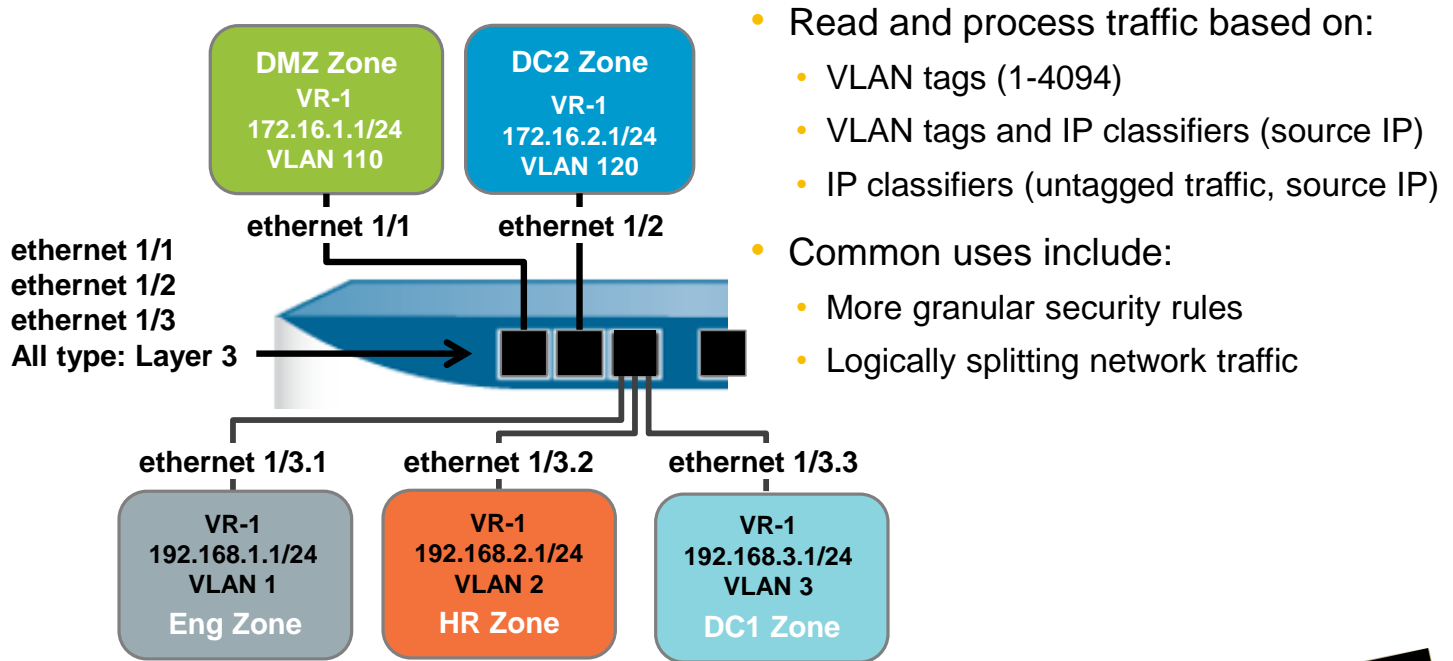 DMZ Zone
VR-1
172.16.1.1/24
VLAN 110
DC2 Zone
VR-1
172.16.2.1/24
VLAN 120
ethernet 1/1
ethernet 1/2
ethernet 1/1
ethernet 1/2
ethernet 1/3
All type: Layer 3
ethernet 1/3.1
ethernet 1/3.2
ethernet 1/3.3
VR-1
192.168.1.1/24
VLAN 1
Eng Zone
VR-1
192.168.2.1/24
VLAN 2
HR Zone
VR-1
192.168.3.1/24
VLAN 3
DC1 Zone
• Read and process traffic based on:
• VLAN tags (1-4094)
• VLAN tags and IP classifiers (source IP)
• IP classifiers (untagged traffic, source IP)
• Common uses include:
• More granular security rules
• Logically splitting network traffic